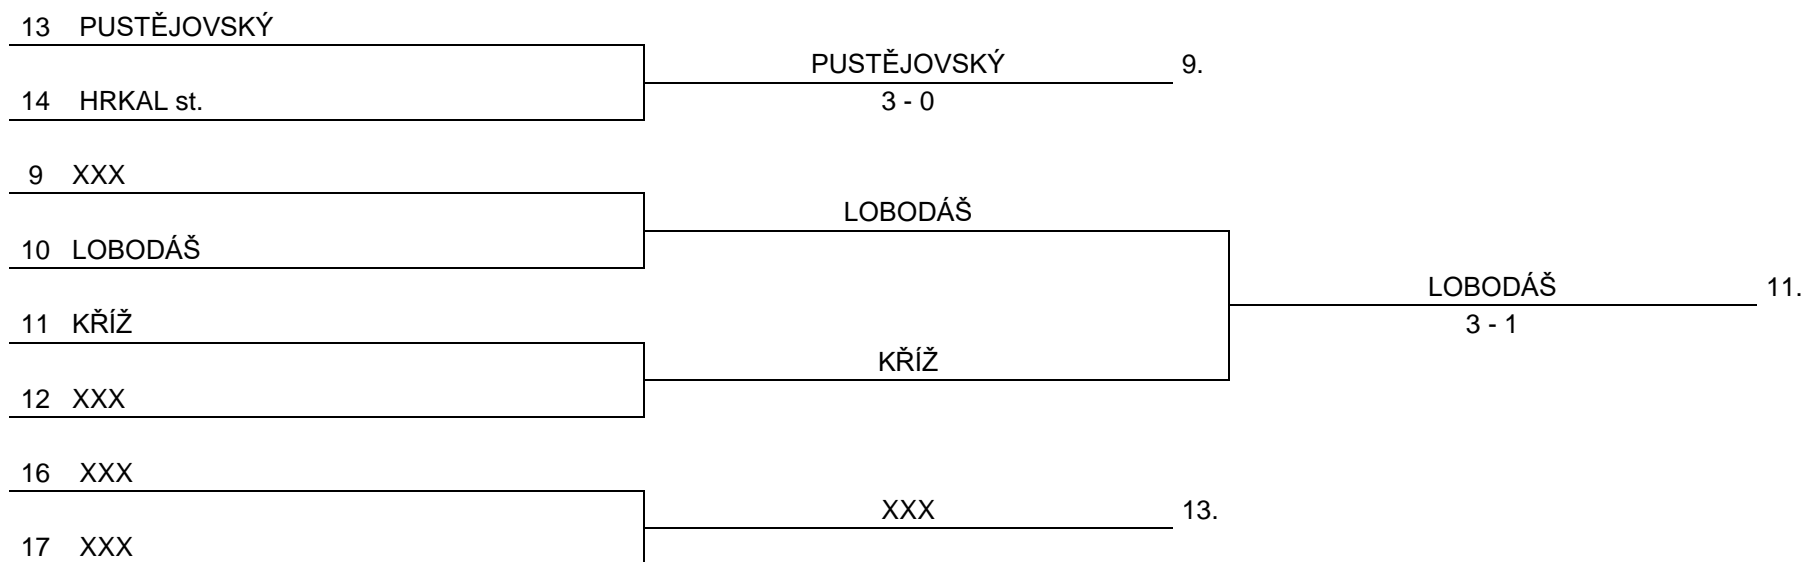 13 PUSTĚJOVSKÝ
PUSTĚJOVSKÝ 9.
14 HRKAL st.
3 - 0
9 XXX
LOBODÁŠ
10 LOBODÁŠ
LOBODÁŠ 11.
11 KŘÍŽ
3 - 1
KŘÍŽ
12 XXX
16 XXX
XXX 13.
17 XXX